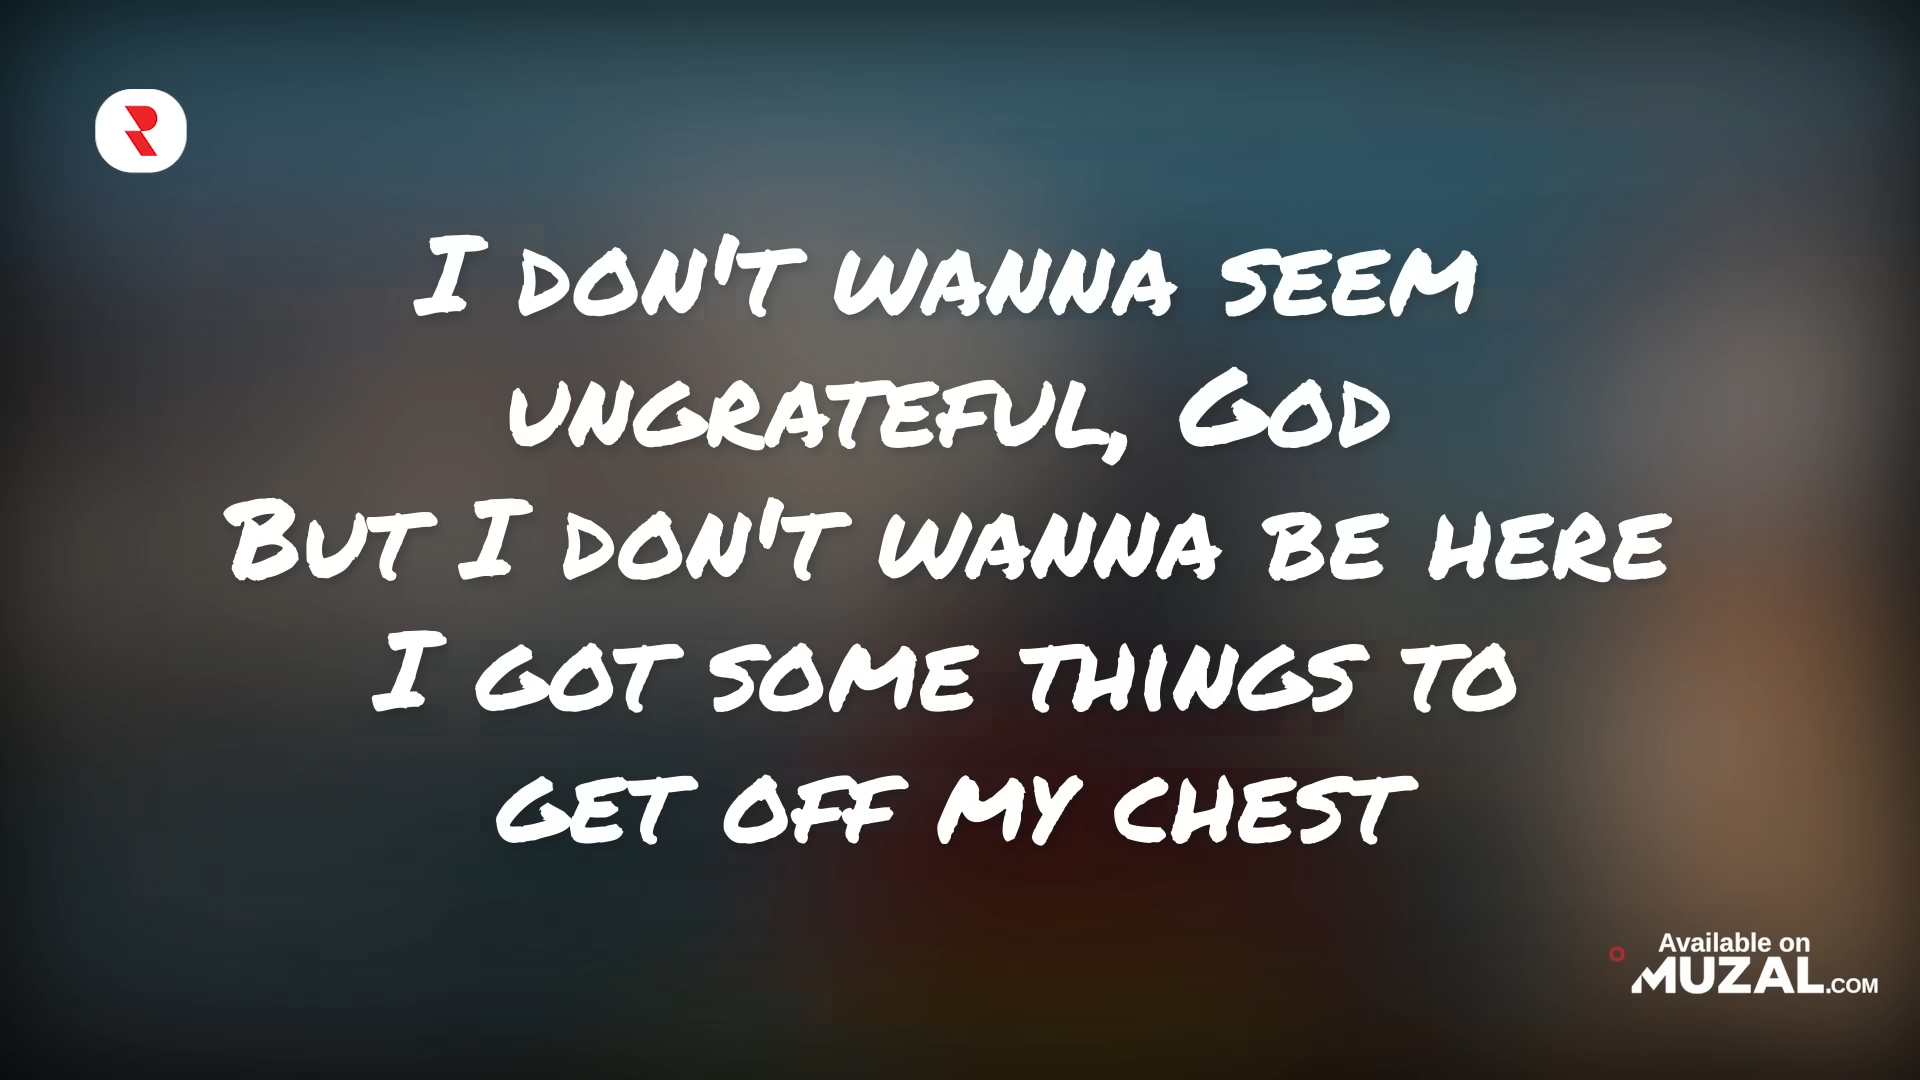 I don't wanna seem
ungrateful, God
But I don't wanna be here
I got some things to
get off my chest
Available on
MUZAL.COM